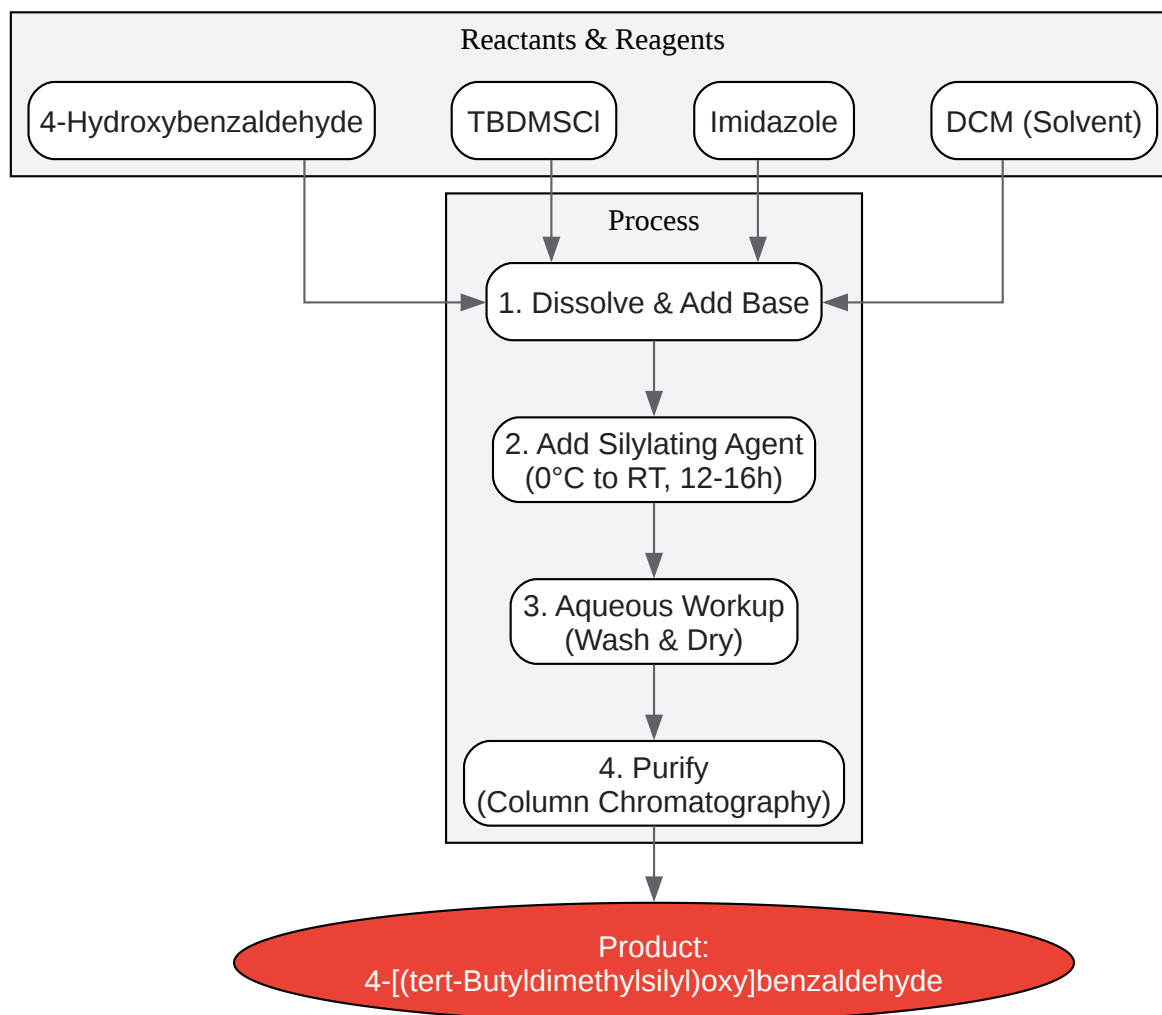 Reactants & Reagents
4-Hydroxybenzaldehyde
TBDMSCl
Imidazole
DCM (Solvent)
Process
1. Dissolve & Add Base
2. Add Silylating Agent
(0°C to RT, 12-16h)
3. Aqueous Workup
(Wash & Dry)
4. Purify
(Column Chromatography)
Product:
4-[(tert-Butyldimethylsilyl)oxy]benzaldehyde